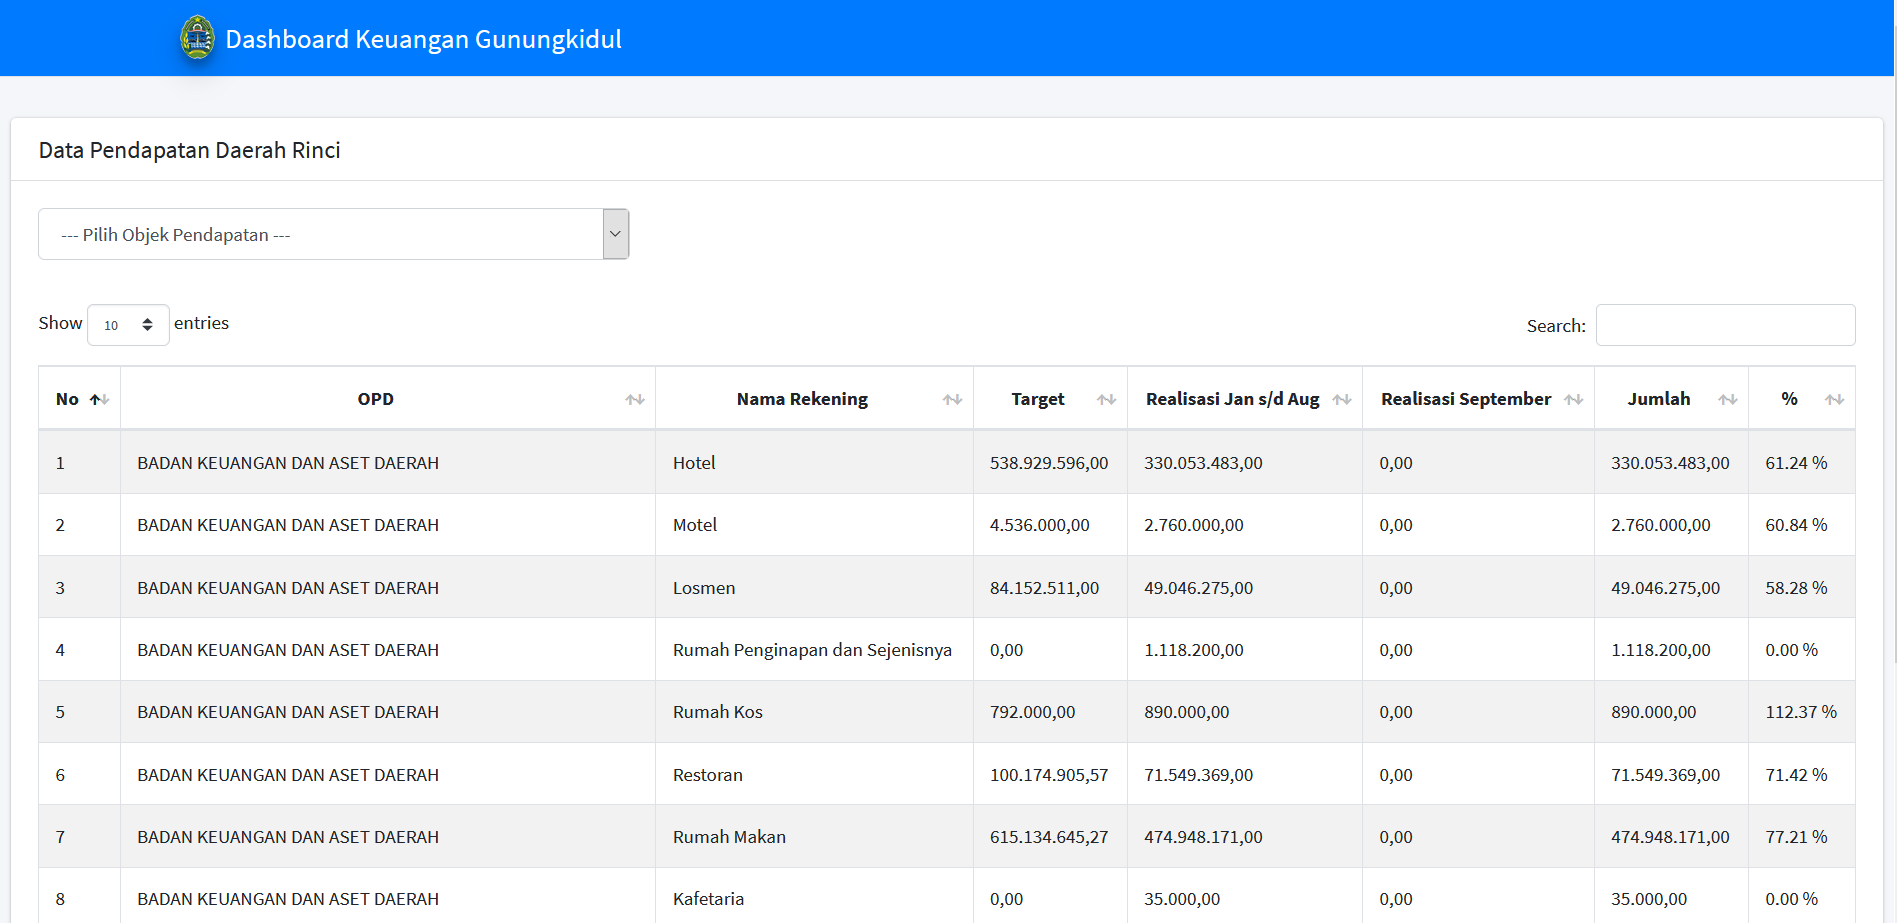 Dashboard Keuangan Gunungkidul
Data Pendapatan Daerah Rinci
--- Pilih Objek Pendapatan ---
Show 10 entries Search:
No OPD Nama Rekening Target Realisasi Jan s/d Aug Realisasi September Jumlah %
1 BADAN KEUANGAN DAN ASET DAERAH Hotel 538.929.596,00 330.053.483,00 0,00 330.053.483,00 61.24 %
2 BADAN KEUANGAN DAN ASET DAERAH Motel 4.536.000,00 2.760.000,00 0,00 2.760.000,00 60.84 %
3 BADAN KEUANGAN DAN ASET DAERAH Losmen 84.152.511,00 49.046.275,00 0,00 49.046.275,00 58.28 %
4 BADAN KEUANGAN DAN ASET DAERAH Rumah Penginapan dan Sejenisnya 0,00 1.118.200,00 0,00 1.118.200,00 0.00 %
5 BADAN KEUANGAN DAN ASET DAERAH Rumah Kos 792.000,00 890.000,00 0,00 890.000,00 112.37 %
6 BADAN KEUANGAN DAN ASET DAERAH Restoran 100.174.905,57 71.549.369,00 0,00 71.549.369,00 71.42 %
7 BADAN KEUANGAN DAN ASET DAERAH Rumah Makan 615.134.645,27 474.948.171,00 0,00 474.948.171,00 77.21 %
8 BADAN KEUANGAN DAN ASET DAERAH Kafetaria 0,00 35.000,00 0,00 35.000,00 0.00 %